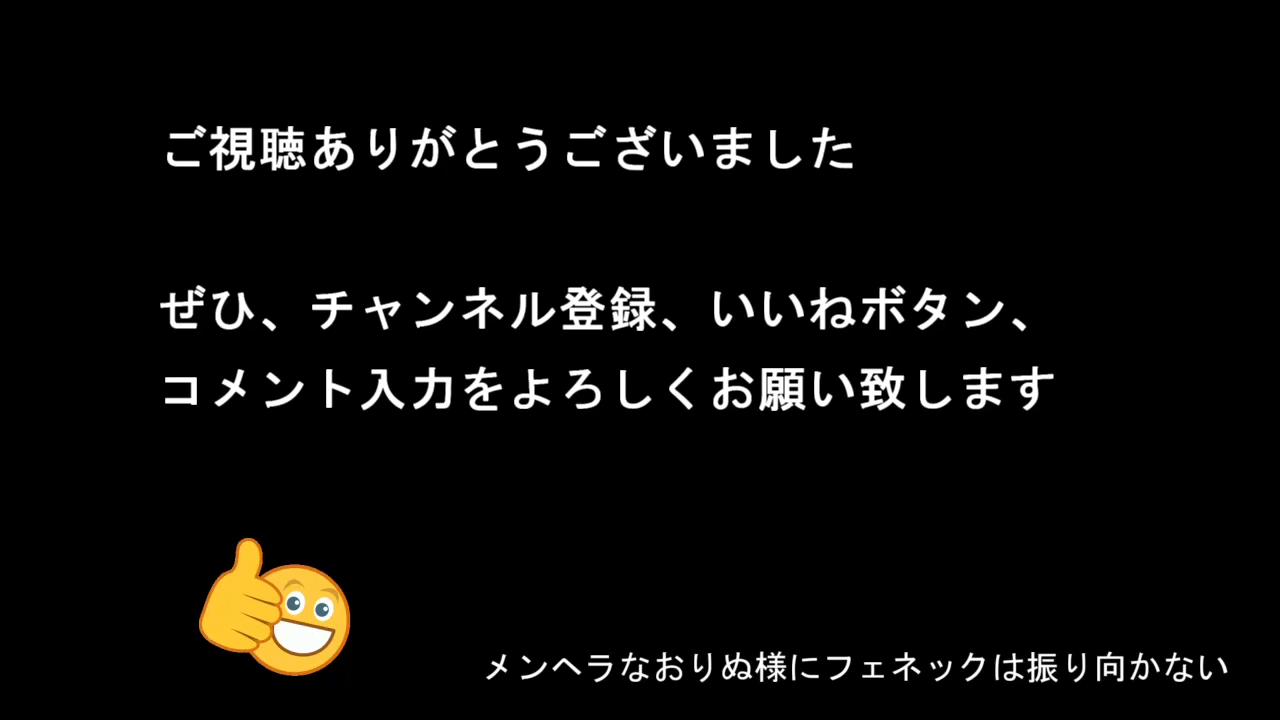 ご視聴ありがとうございました
ぜひ、チャンネル登録、いいねボタン、
コメント入力をよろしくお願い致します
メンヘラなおりぬ様にフェネックは振り向かない